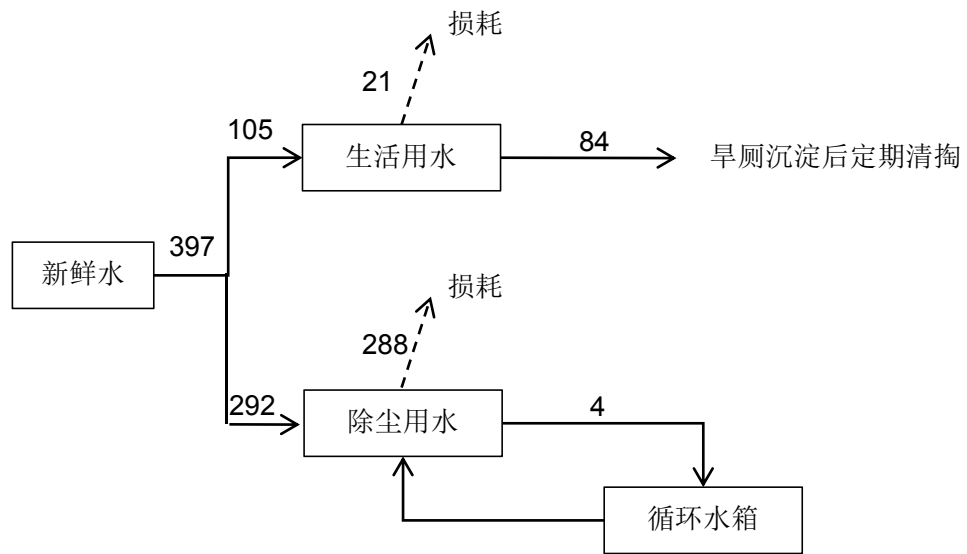 损耗
21
105
生活用水
84
旱厕沉淀后定期清掏
397
新鲜水
损耗
288
292
除尘用水
4
循环水箱